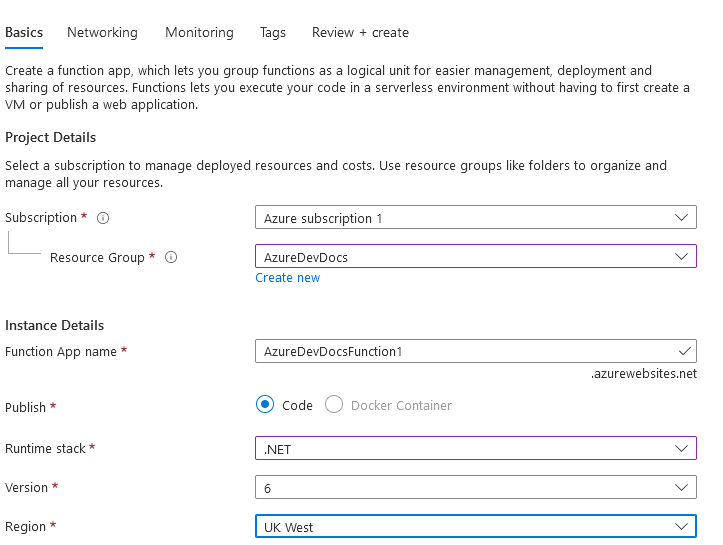 Basics Networking Monitoring Tags Review + create
Create a function app, which lets you group functions as a logical unit for easier management, deployment and
sharing of resources. Functions lets you execute your code in a serverless environment without having to first create a
VM or publish a web application.
Project Details
Select a subscription to manage deployed resources and costs. Use resource groups like folders to organize and
manage all your resources.
Subscription * Azure subscription 1
Resource Group * AzureDevDocs
Create new
Instance Details
Function App name * AzureDevDocsFunction1
.azurewebsites.net
Publish * Code Docker Container
Runtime stack * .NET
Version * 6
Region * UK West